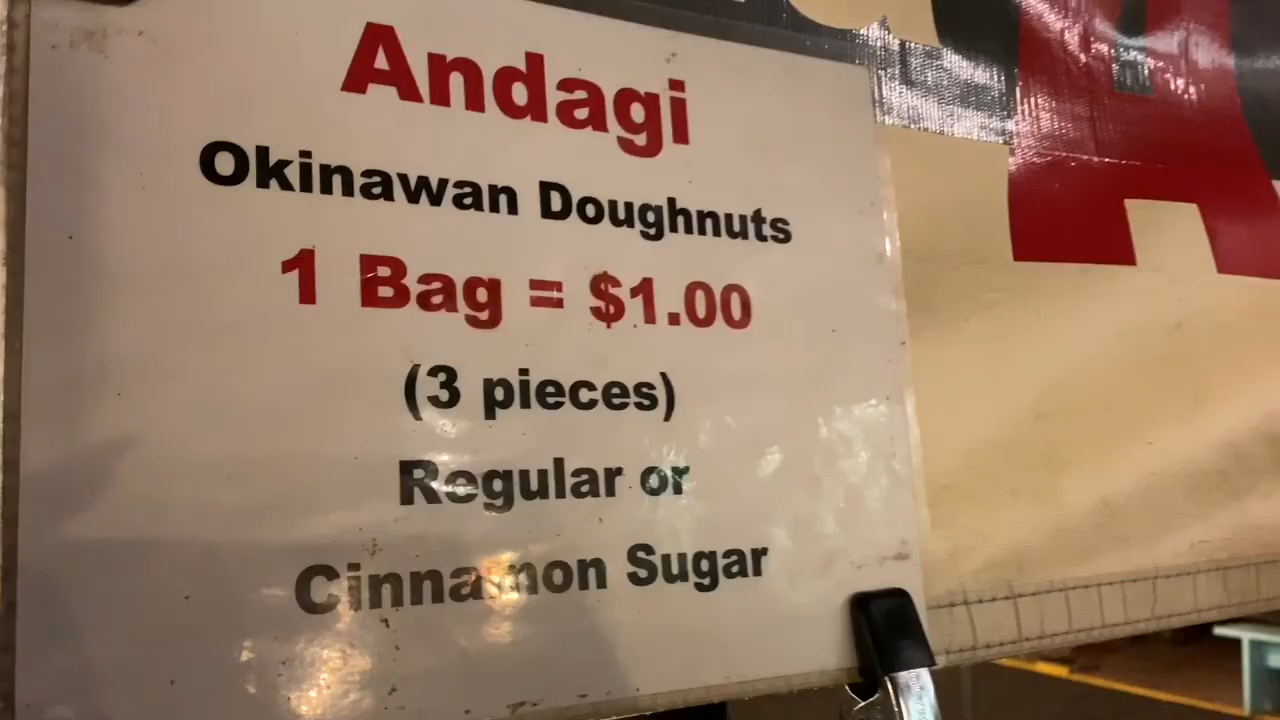 Andagi
Okinawan Doughnuts
1 Bag = $1.00
(3 pieces)
Regular or
Cinnamon Sugar
A